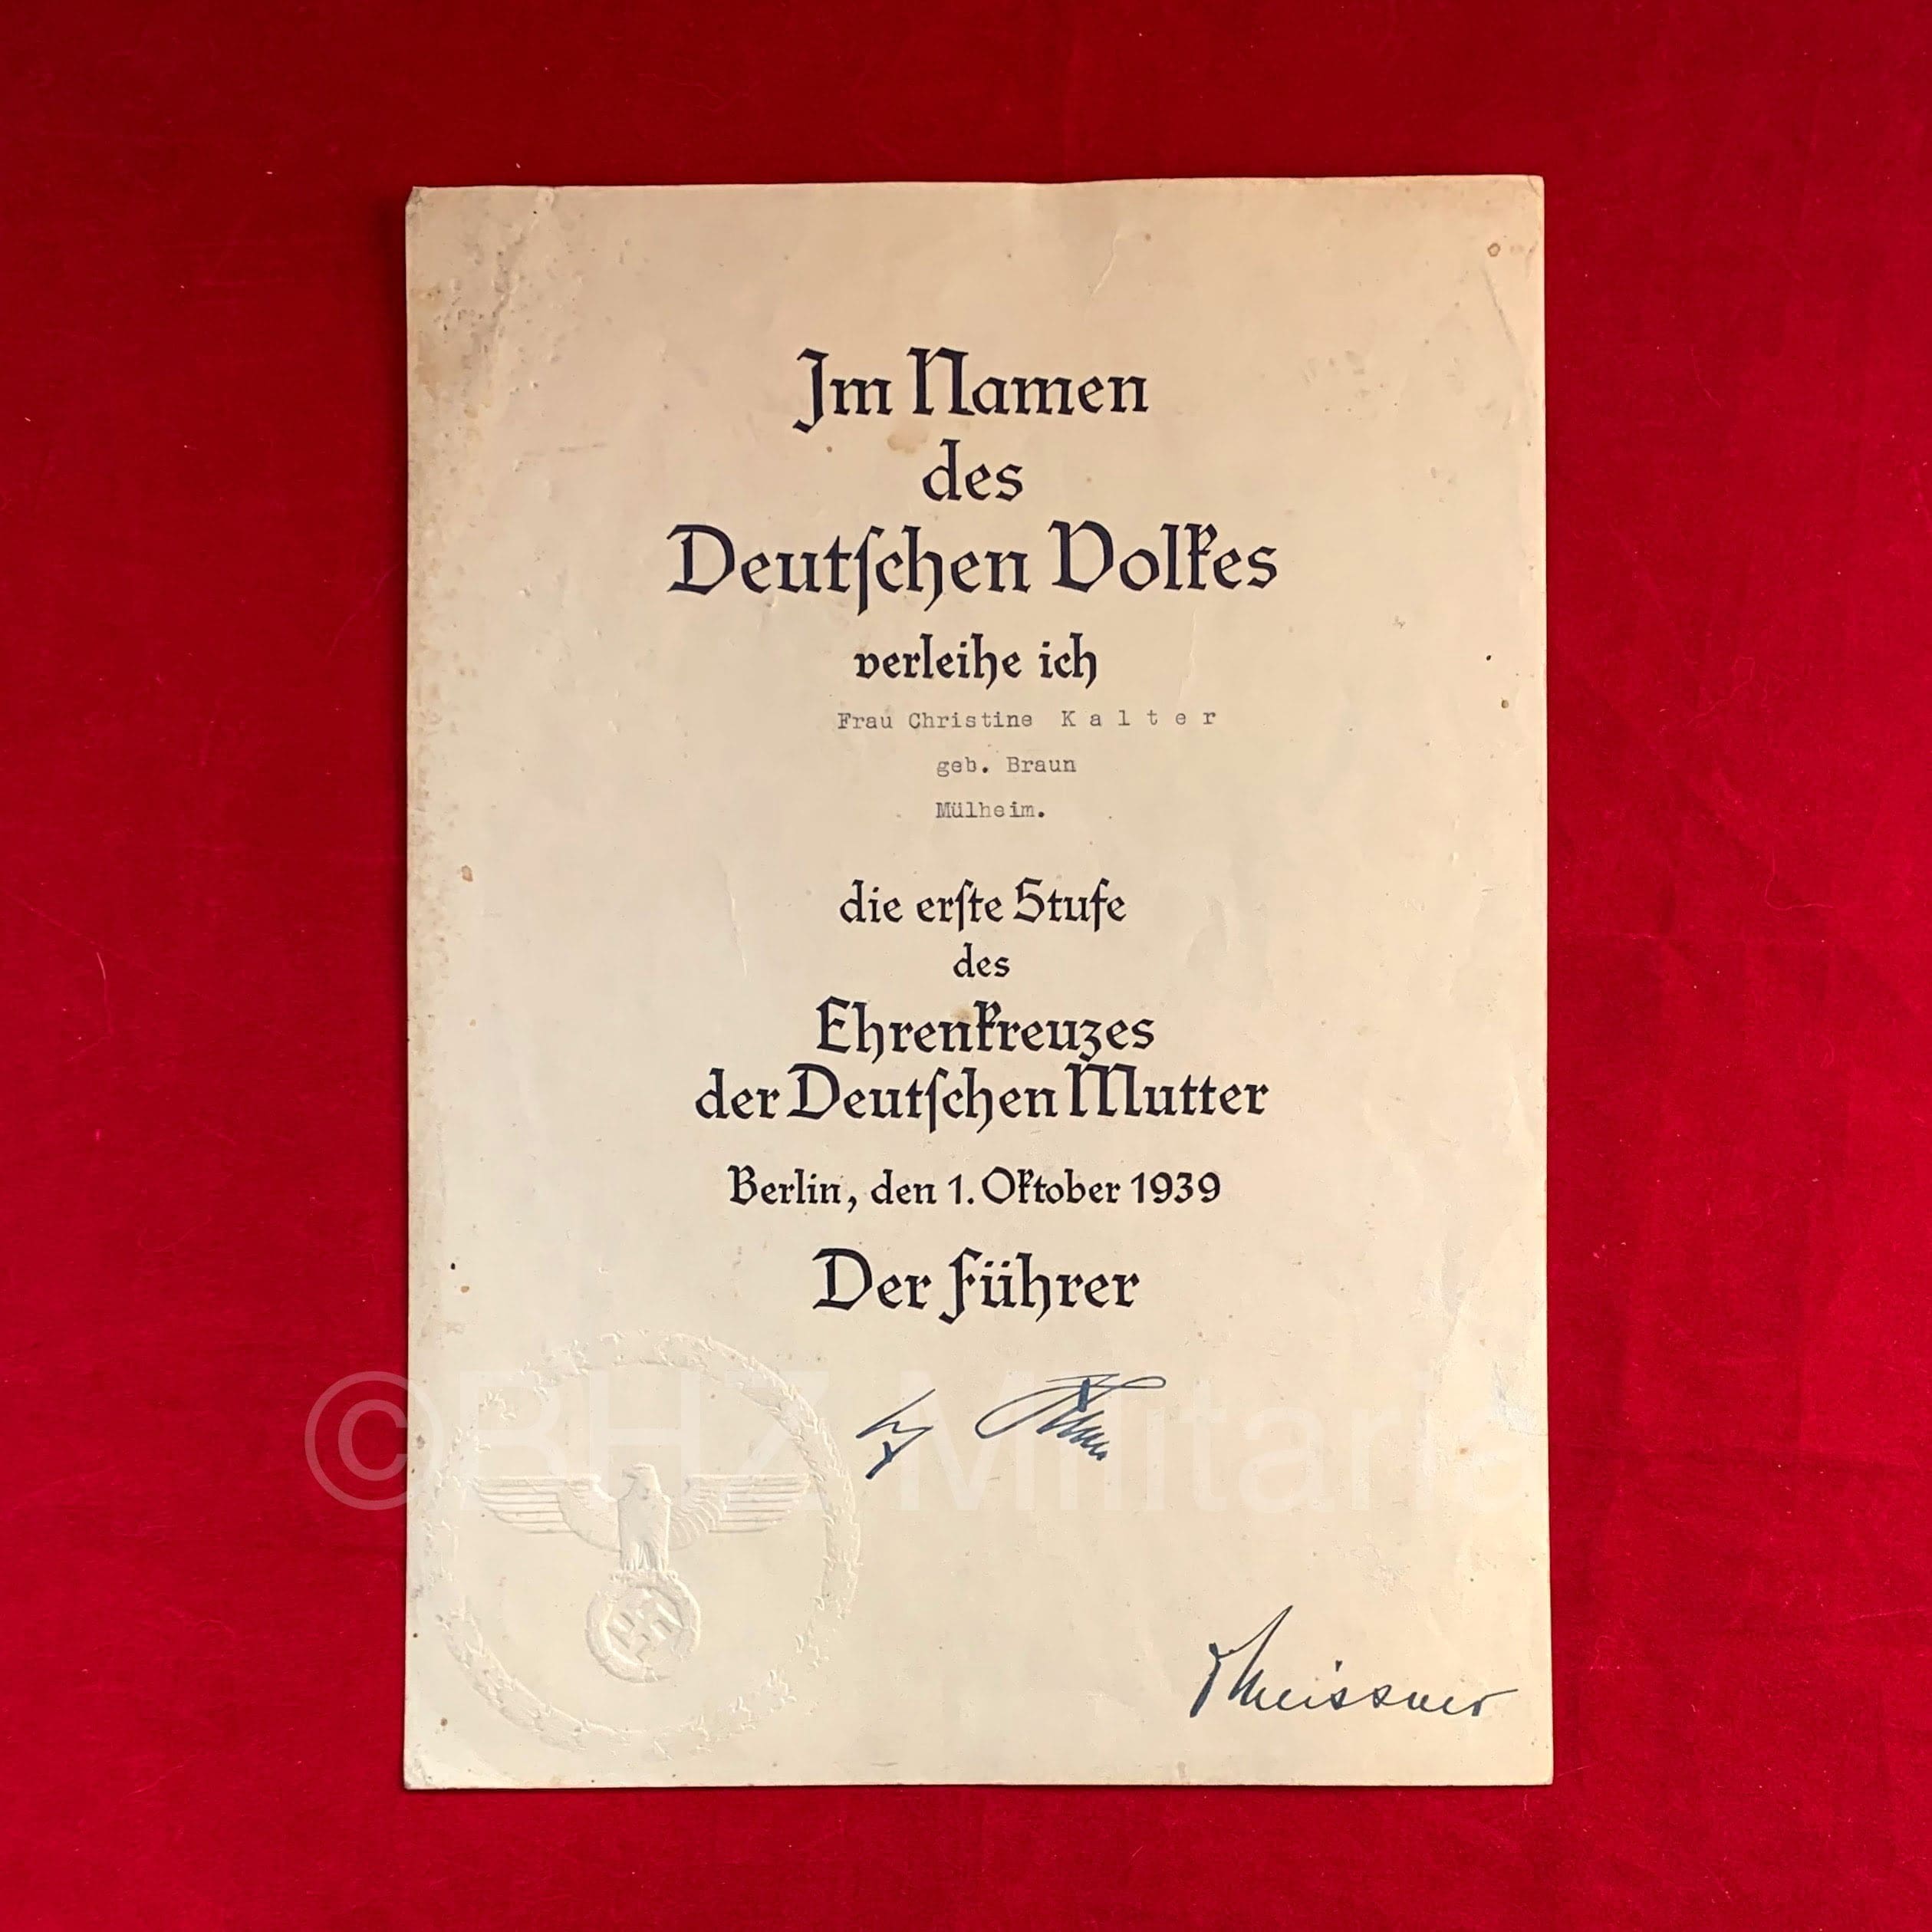 Im Namen
des
Deutſchen Volkes
verleihe ich
Frau Christine K a l t e r
geb. Braun
Mülheim.
die erſte Stufe
des
Ehrenkreuzes
der Deutſchen Mutter
Berlin, den 1. Oktober 1939
Der Führer
©BHZ Militaria
Meissner